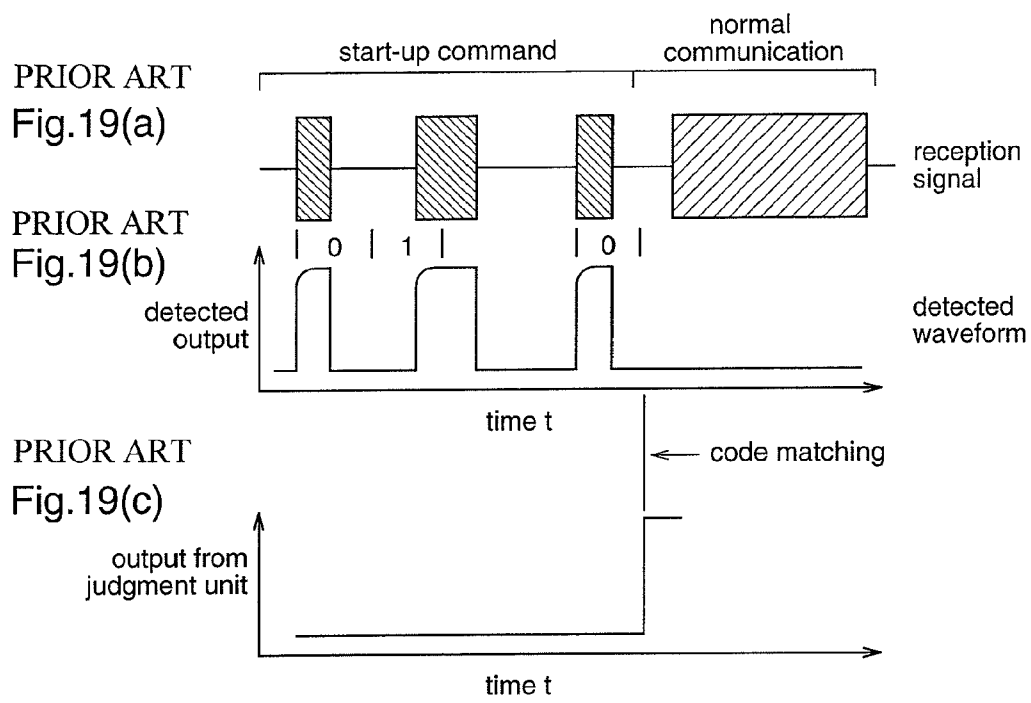 normal
start-up command
communication
PRIOR ART
Fig.19(a)
reception
signal
PRIOR ART
Fig.19(b)
0 1 0
detected
output
detected
waveform
time t
PRIOR ART
code matching
Fig.19(c)
output from
judgment unit
time t